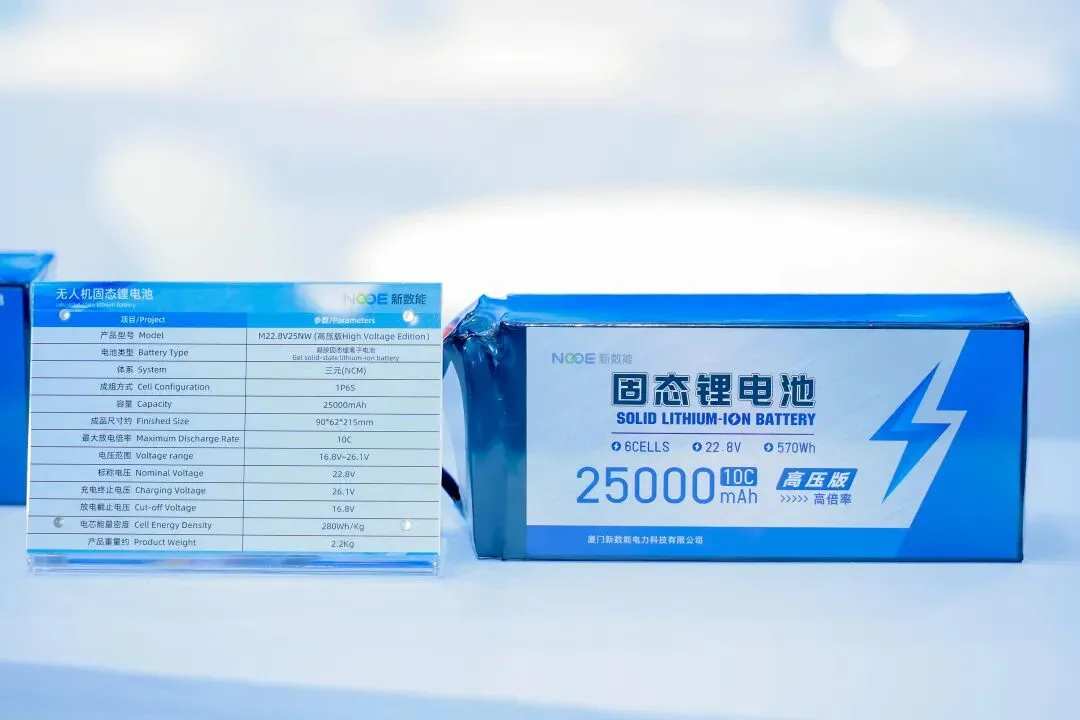 无人机固态锂电池
UAV solid state lithium battery
NOOE 新数能
项目/Project 参数/Parameters
产品型号 Model M22.8V25NW (高压版High Voltage Edition)
电池类型 Battery Type 凝胶固态锂离子电池
Gel solid-state lithium-ion battery
体系 System 三元(NCM)
成组方式 Cell Configuration 1P6S
容量 Capacity 25000mAh
成品尺寸约 Finished Size 90*62*215mm
最大放电倍率 Maximum Discharge Rate 10C
电压范围 Voltage range 16.8V~26.1V
标称电压 Nominal Voltage 22.8V
充电终止电压 Charging Voltage 26.1V
放电截止电压 Cut-off Voltage 16.8V
电芯能量密度 Cell Energy Density 280Wh/Kg
产品重量约 Product Weight 2.2Kg
NOOE 新数能
固态锂电池
SOLID LITHIUM-ION BATTERY
6CELLS 22.8V 570Wh
25000 10C mAh
高压版
>>>>> 高倍率
厦门新数能电力科技有限公司